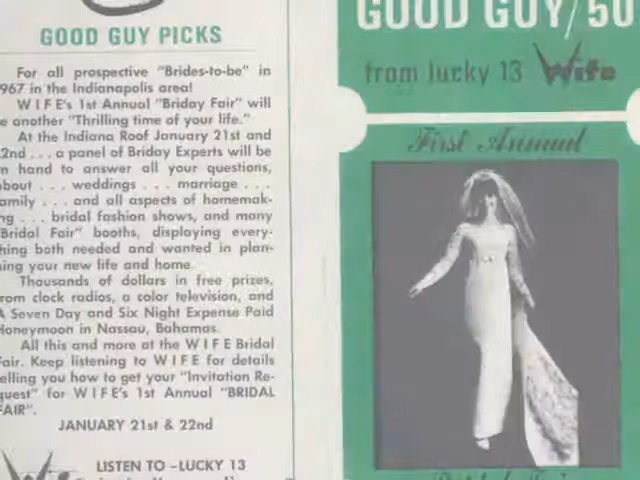 GOOD GUY PICKS
For all prospective "Brides-to-be" in
967 in the Indianapolis area!
W I F E's 1st Annual "Briday Fair" will
e another "Thrilling time of your life."
At the Indiana Roof January 21st and
2nd . . . a panel of Briday Experts will be
n hand to answer all your questions,
bout . . . weddings . . . marriage . . .
amily . . . and all aspects of homemak-
ng . . . bridal fashion shows, and many
Bridal Fair" booths, displaying every-
hing both needed and wanted in plan-
ing your new life and home.
Thousands of dollars in free prizes,
rom clock radios, a color television, and
A Seven Day and Six Night Expense Paid
Honeymoon in Nassau, Bahamas.
All this and more at the W I F E Bridal
Fair. Keep listening to W I F E for details
elling you how to get your "Invitation Re-
quest" for W I F E's 1st Annual "BRIDAL
FAIR".
JANUARY 21st & 22nd
LISTEN TO –LUCKY 13
GOOD GUY/50
from lucky 13 Wife
First Annual